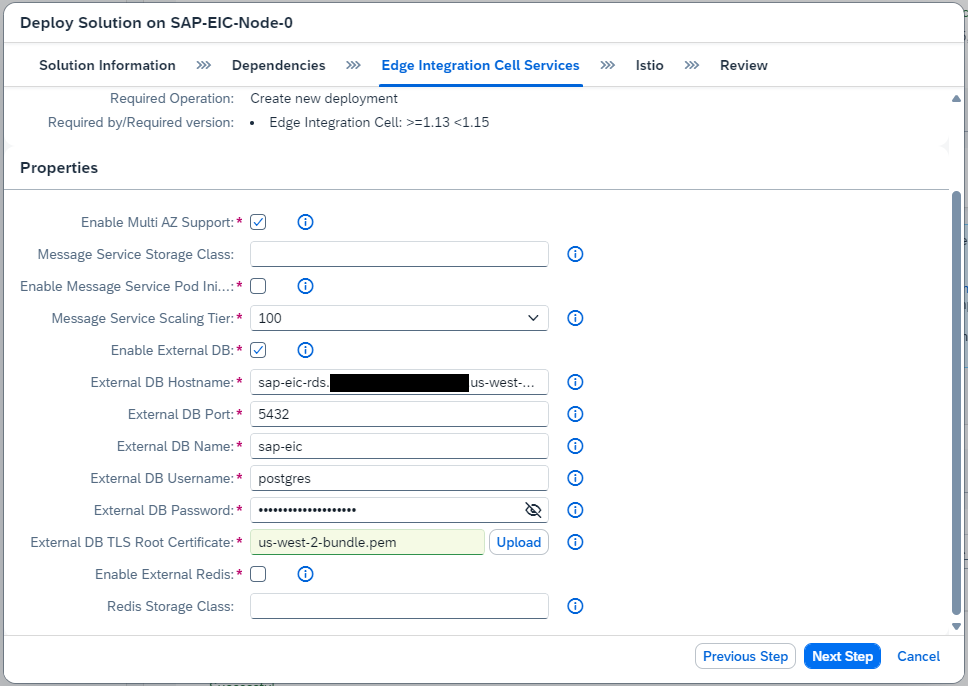 Deploy Solution on SAP-EIC-Node-0
Solution Information Dependencies Edge Integration Cell Services Istio Review
Required Operation: Create new deployment
Required by/Required version: • Edge Integration Cell: >=1.13 <1.15
Properties
Enable Multi AZ Support:*
Message Service Storage Class:
Enable Message Service Pod Ini...:*
Message Service Scaling Tier:* 100
Enable External DB:*
External DB Hostname:* sap-eic-rds. us-west-...
External DB Port:* 5432
External DB Name:* sap-eic
External DB Username:* postgres
External DB Password:* ••••••••••••••••••••
External DB TLS Root Certificate:* us-west-2-bundle.pem Upload
Enable External Redis:*
Redis Storage Class:
Previous Step Next Step Cancel